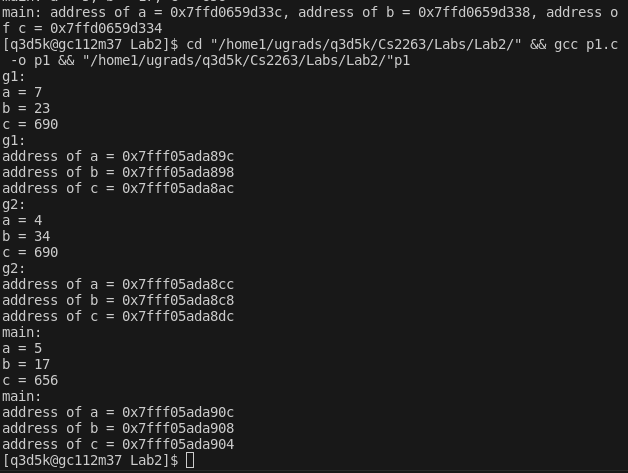 main: address of a = 0x7ffd0659d33c, address of b = 0x7ffd0659d338, address o
f c = 0x7ffd0659d334
[q3d5k@gc112m37 Lab2]$ cd "/home1/ugrads/q3d5k/Cs2263/Labs/Lab2/" && gcc p1.c
 -o p1 && "/home1/ugrads/q3d5k/Cs2263/Labs/Lab2/"p1
g1:
a = 7
b = 23
c = 690
g1:
address of a = 0x7fff05ada89c
address of b = 0x7fff05ada898
address of c = 0x7fff05ada8ac
g2:
a = 4
b = 34
c = 690
g2:
address of a = 0x7fff05ada8cc
address of b = 0x7fff05ada8c8
address of c = 0x7fff05ada8dc
main:
a = 5
b = 17
c = 656
main:
address of a = 0x7fff05ada90c
address of b = 0x7fff05ada908
address of c = 0x7fff05ada904
[q3d5k@gc112m37 Lab2]$